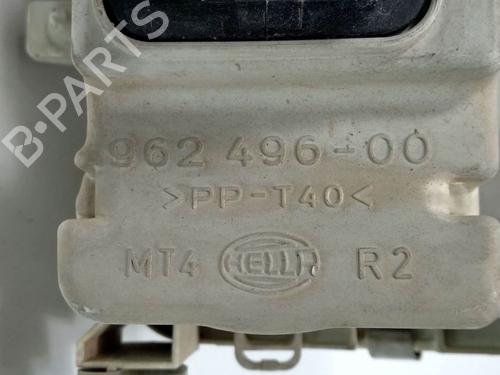 B-PARTS
962 496-00
>PP-T40<
MT4 HELLA R2